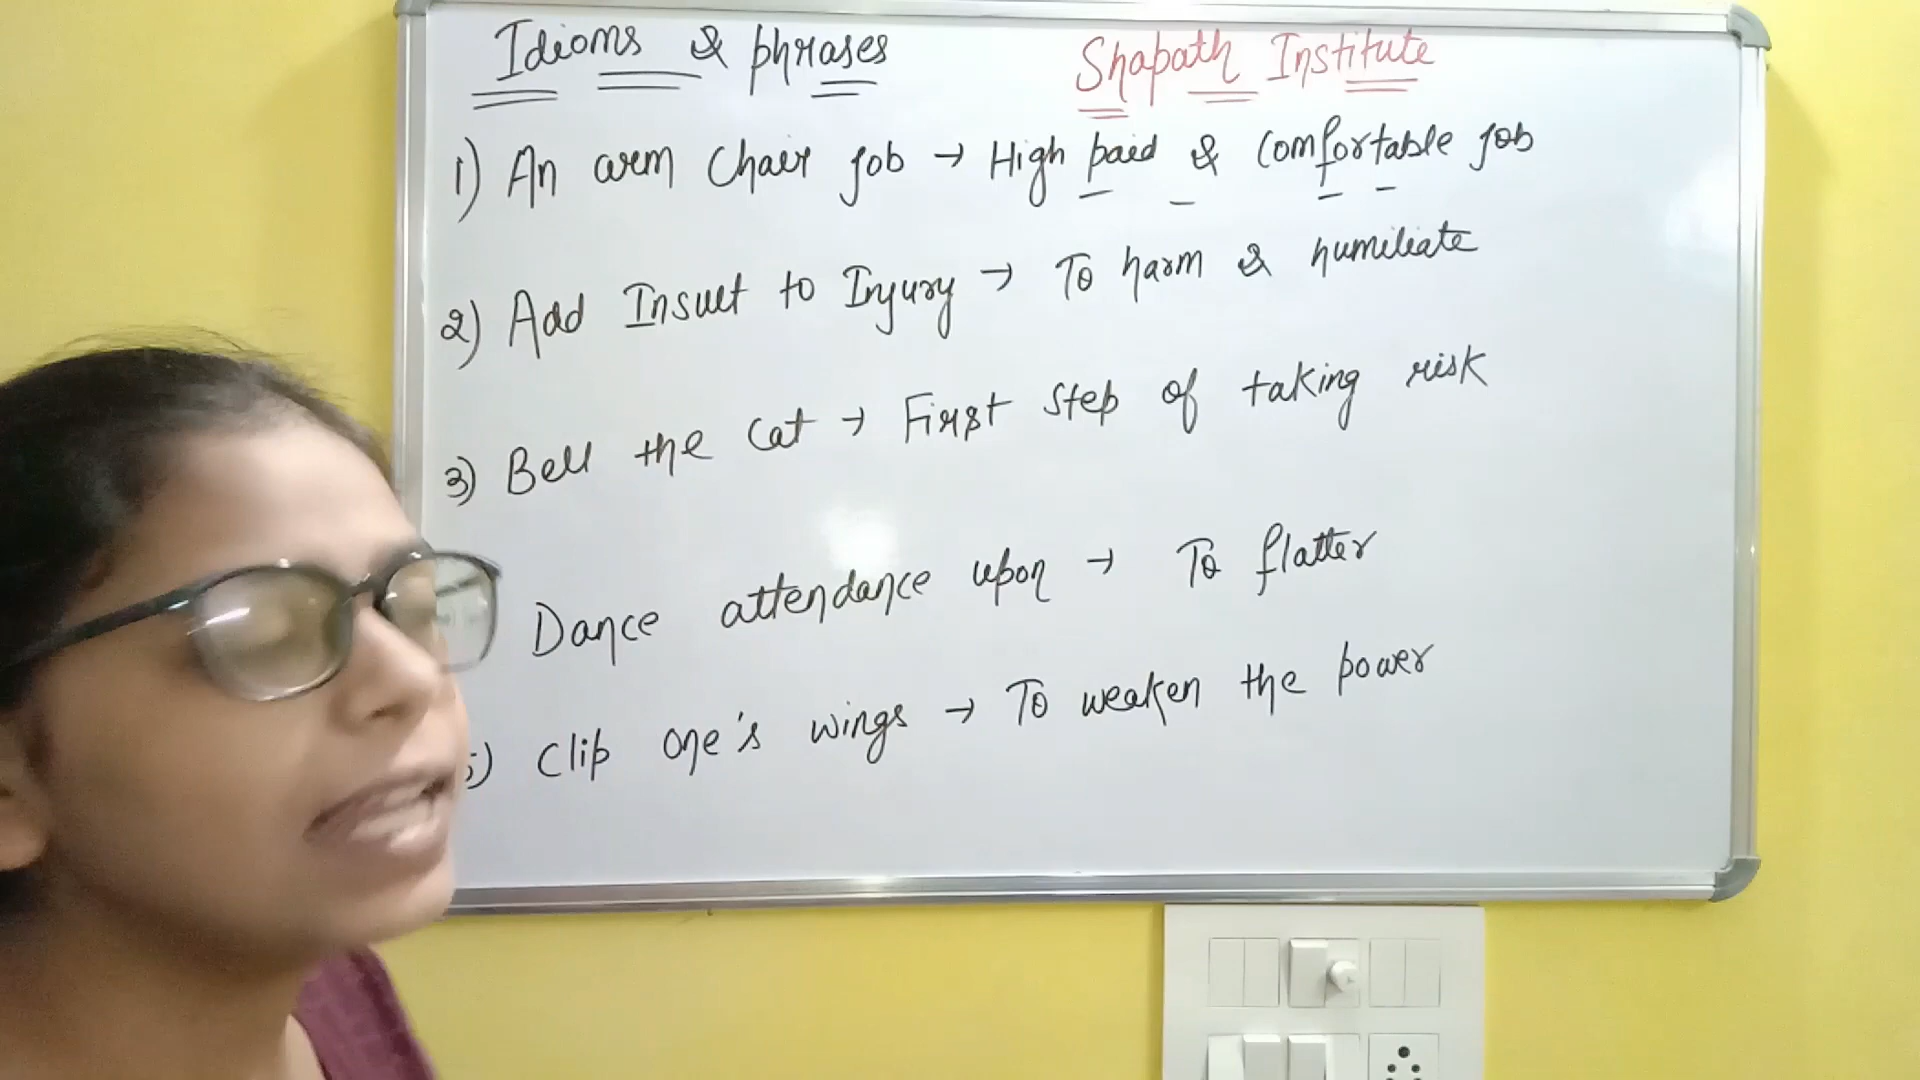 Idioms & phrases Shapath Institute
1) An arm chair job → High paid & comfortable job
2) Add Insult to Injury → To harm & humiliate
3) Bell the cat → First step of taking risk
Dance attendance upon → To flatter
5) Clip one's wings → To weaken the power